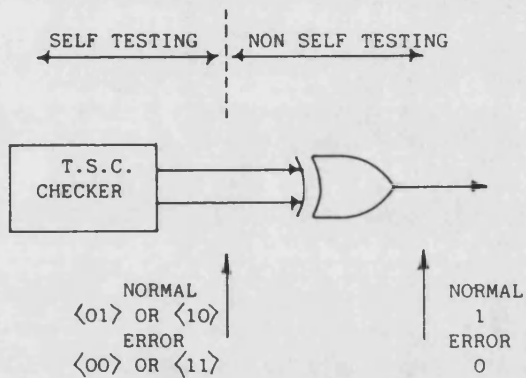 SELF TESTING
NON SELF TESTING
T.S.C.
CHECKER
NORMAL
⟨01⟩ OR ⟨10⟩
ERROR
⟨00⟩ OR ⟨11⟩
NORMAL
1
ERROR
0